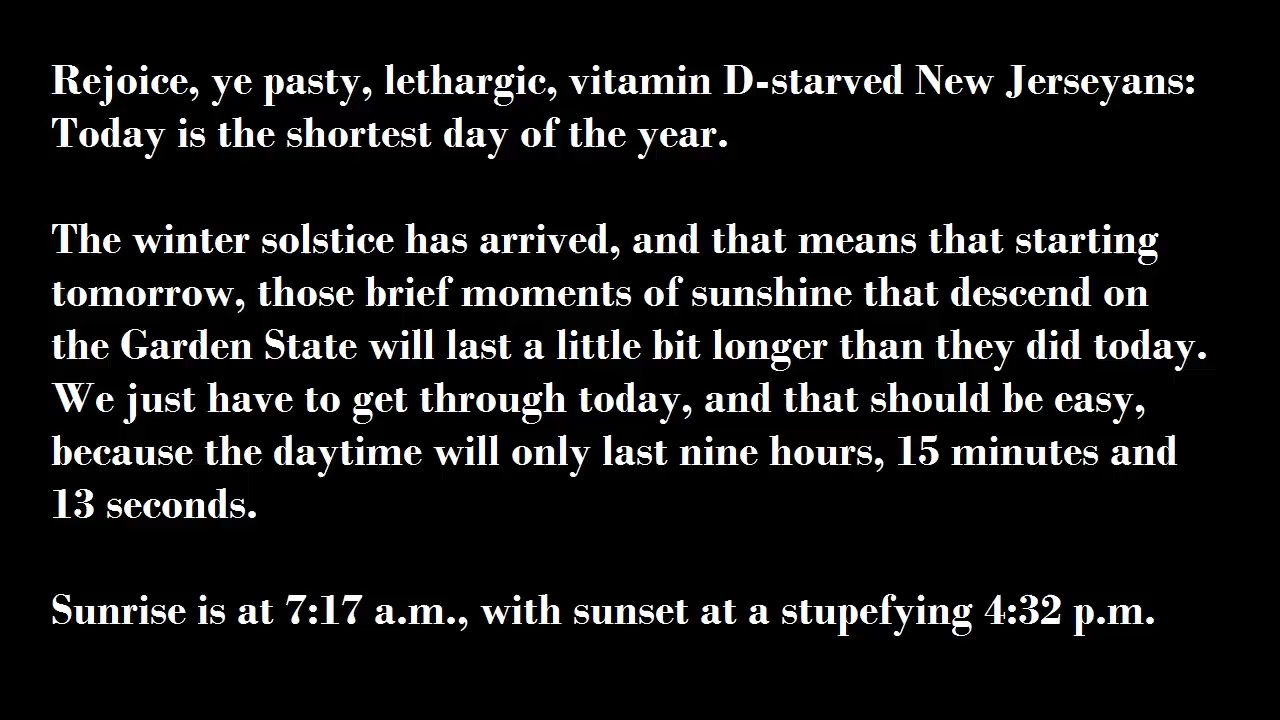 Rejoice, ye pasty, lethargic, vitamin D-starved New Jerseyans:
Today is the shortest day of the year.
The winter solstice has arrived, and that means that starting
tomorrow, those brief moments of sunshine that descend on
the Garden State will last a little bit longer than they did today.
We just have to get through today, and that should be easy,
because the daytime will only last nine hours, 15 minutes and
13 seconds.
Sunrise is at 7:17 a.m., with sunset at a stupefying 4:32 p.m.